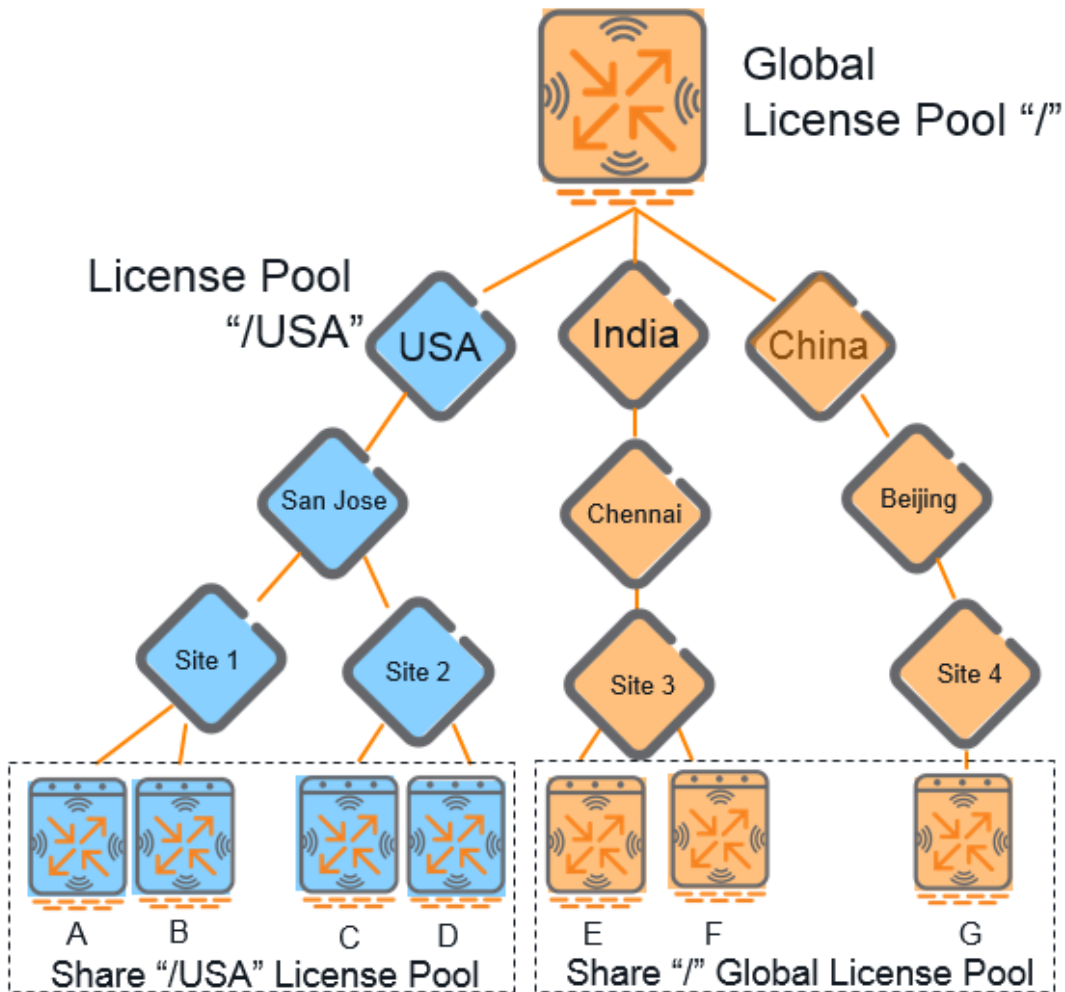 Global
License Pool “/”
License Pool
“/USA”
USA
India
China
San Jose
Chennai
Beijing
Site 1
Site 2
Site 3
Site 4
A
B
C
D
E
F
G
Share “/USA” License Pool
Share “/” Global License Pool